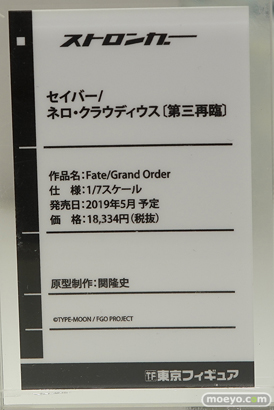 ストロンガー
セイバー/
ネロ・クラウディウス〔第三再臨〕
作品名：Fate/Grand Order
仕　様：1/7スケール
発売日：2019年5月 予定
価　格：18,334円（税抜）
原型制作：関隆史
©TYPE-MOON / FGO PROJECT
TF 東京フィギュア
moeyo.com